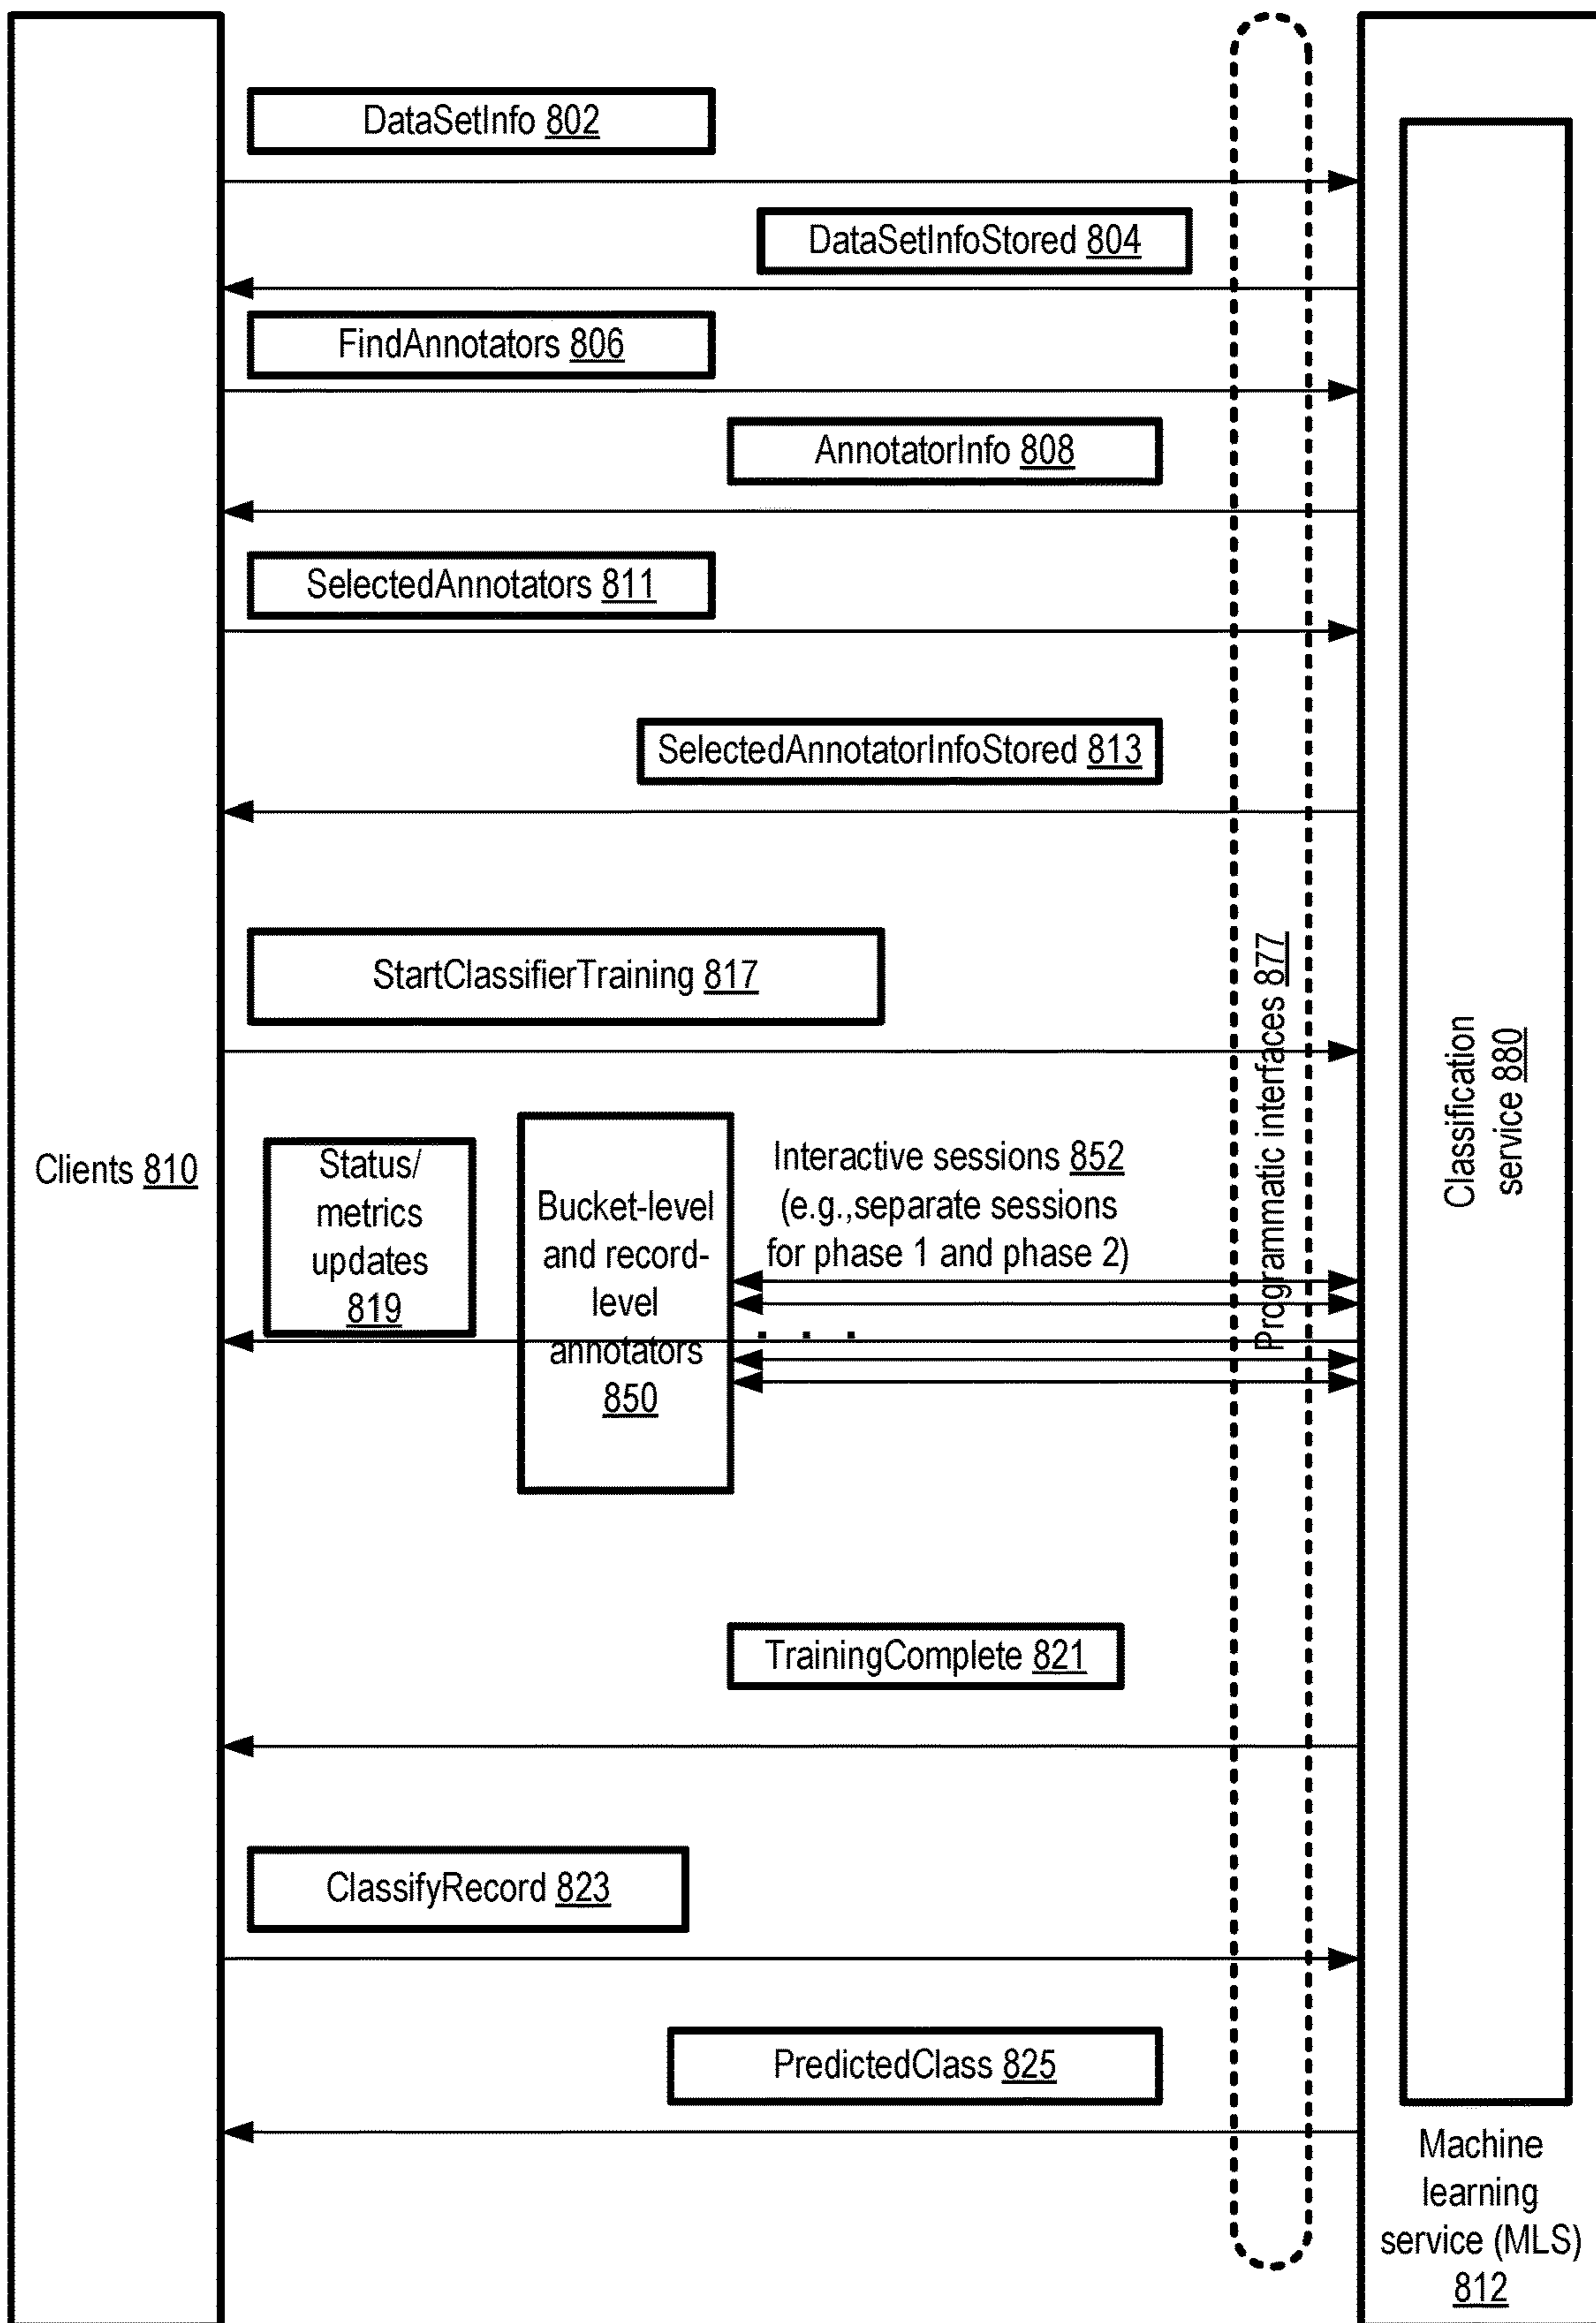 DataSetInfo 802
DataSetInfoStored 804
FindAnnotators 806
AnnotatorInfo 808
SelectedAnnotators 811
SelectedAnnotatorInfoStored 813
StartClassifierTraining 817
Clients 810
Status/
metrics
updates
819
Bucket-level
and record-
level
annotators
850
Interactive sessions 852
(e.g.,separate sessions
for phase 1 and phase 2)
. . .
Programmatic interfaces 877
Classification
service 880
TrainingComplete 821
ClassifyRecord 823
PredictedClass 825
Machine
learning
service (MLS)
812